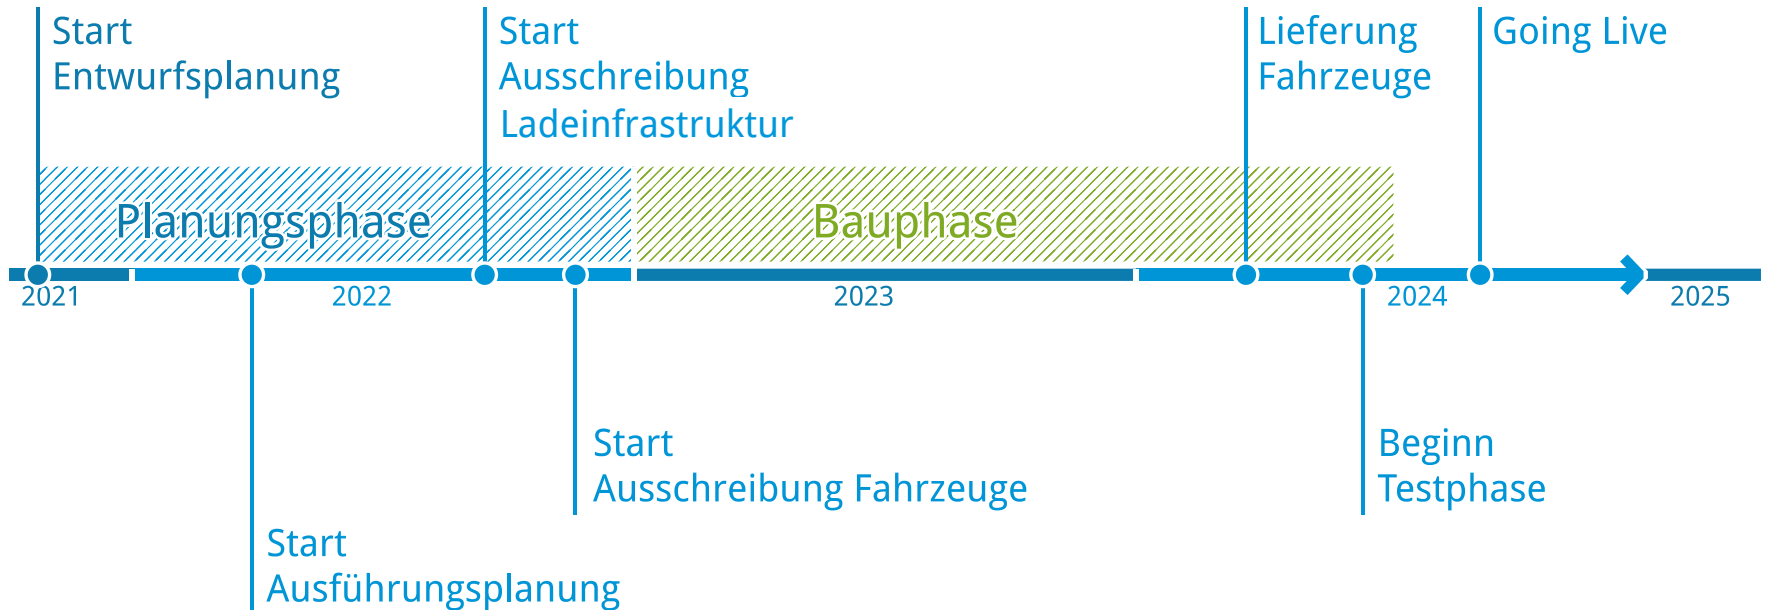 Start
Entwurfsplanung
Start
Ausschreibung
Ladeinfrastruktur
Lieferung
Fahrzeuge
Going Live
Planungsphase
Bauphase
2021
2022
2023
2024
2025
Start
Ausschreibung Fahrzeuge
Beginn
Testphase
Start
Ausführungsplanung